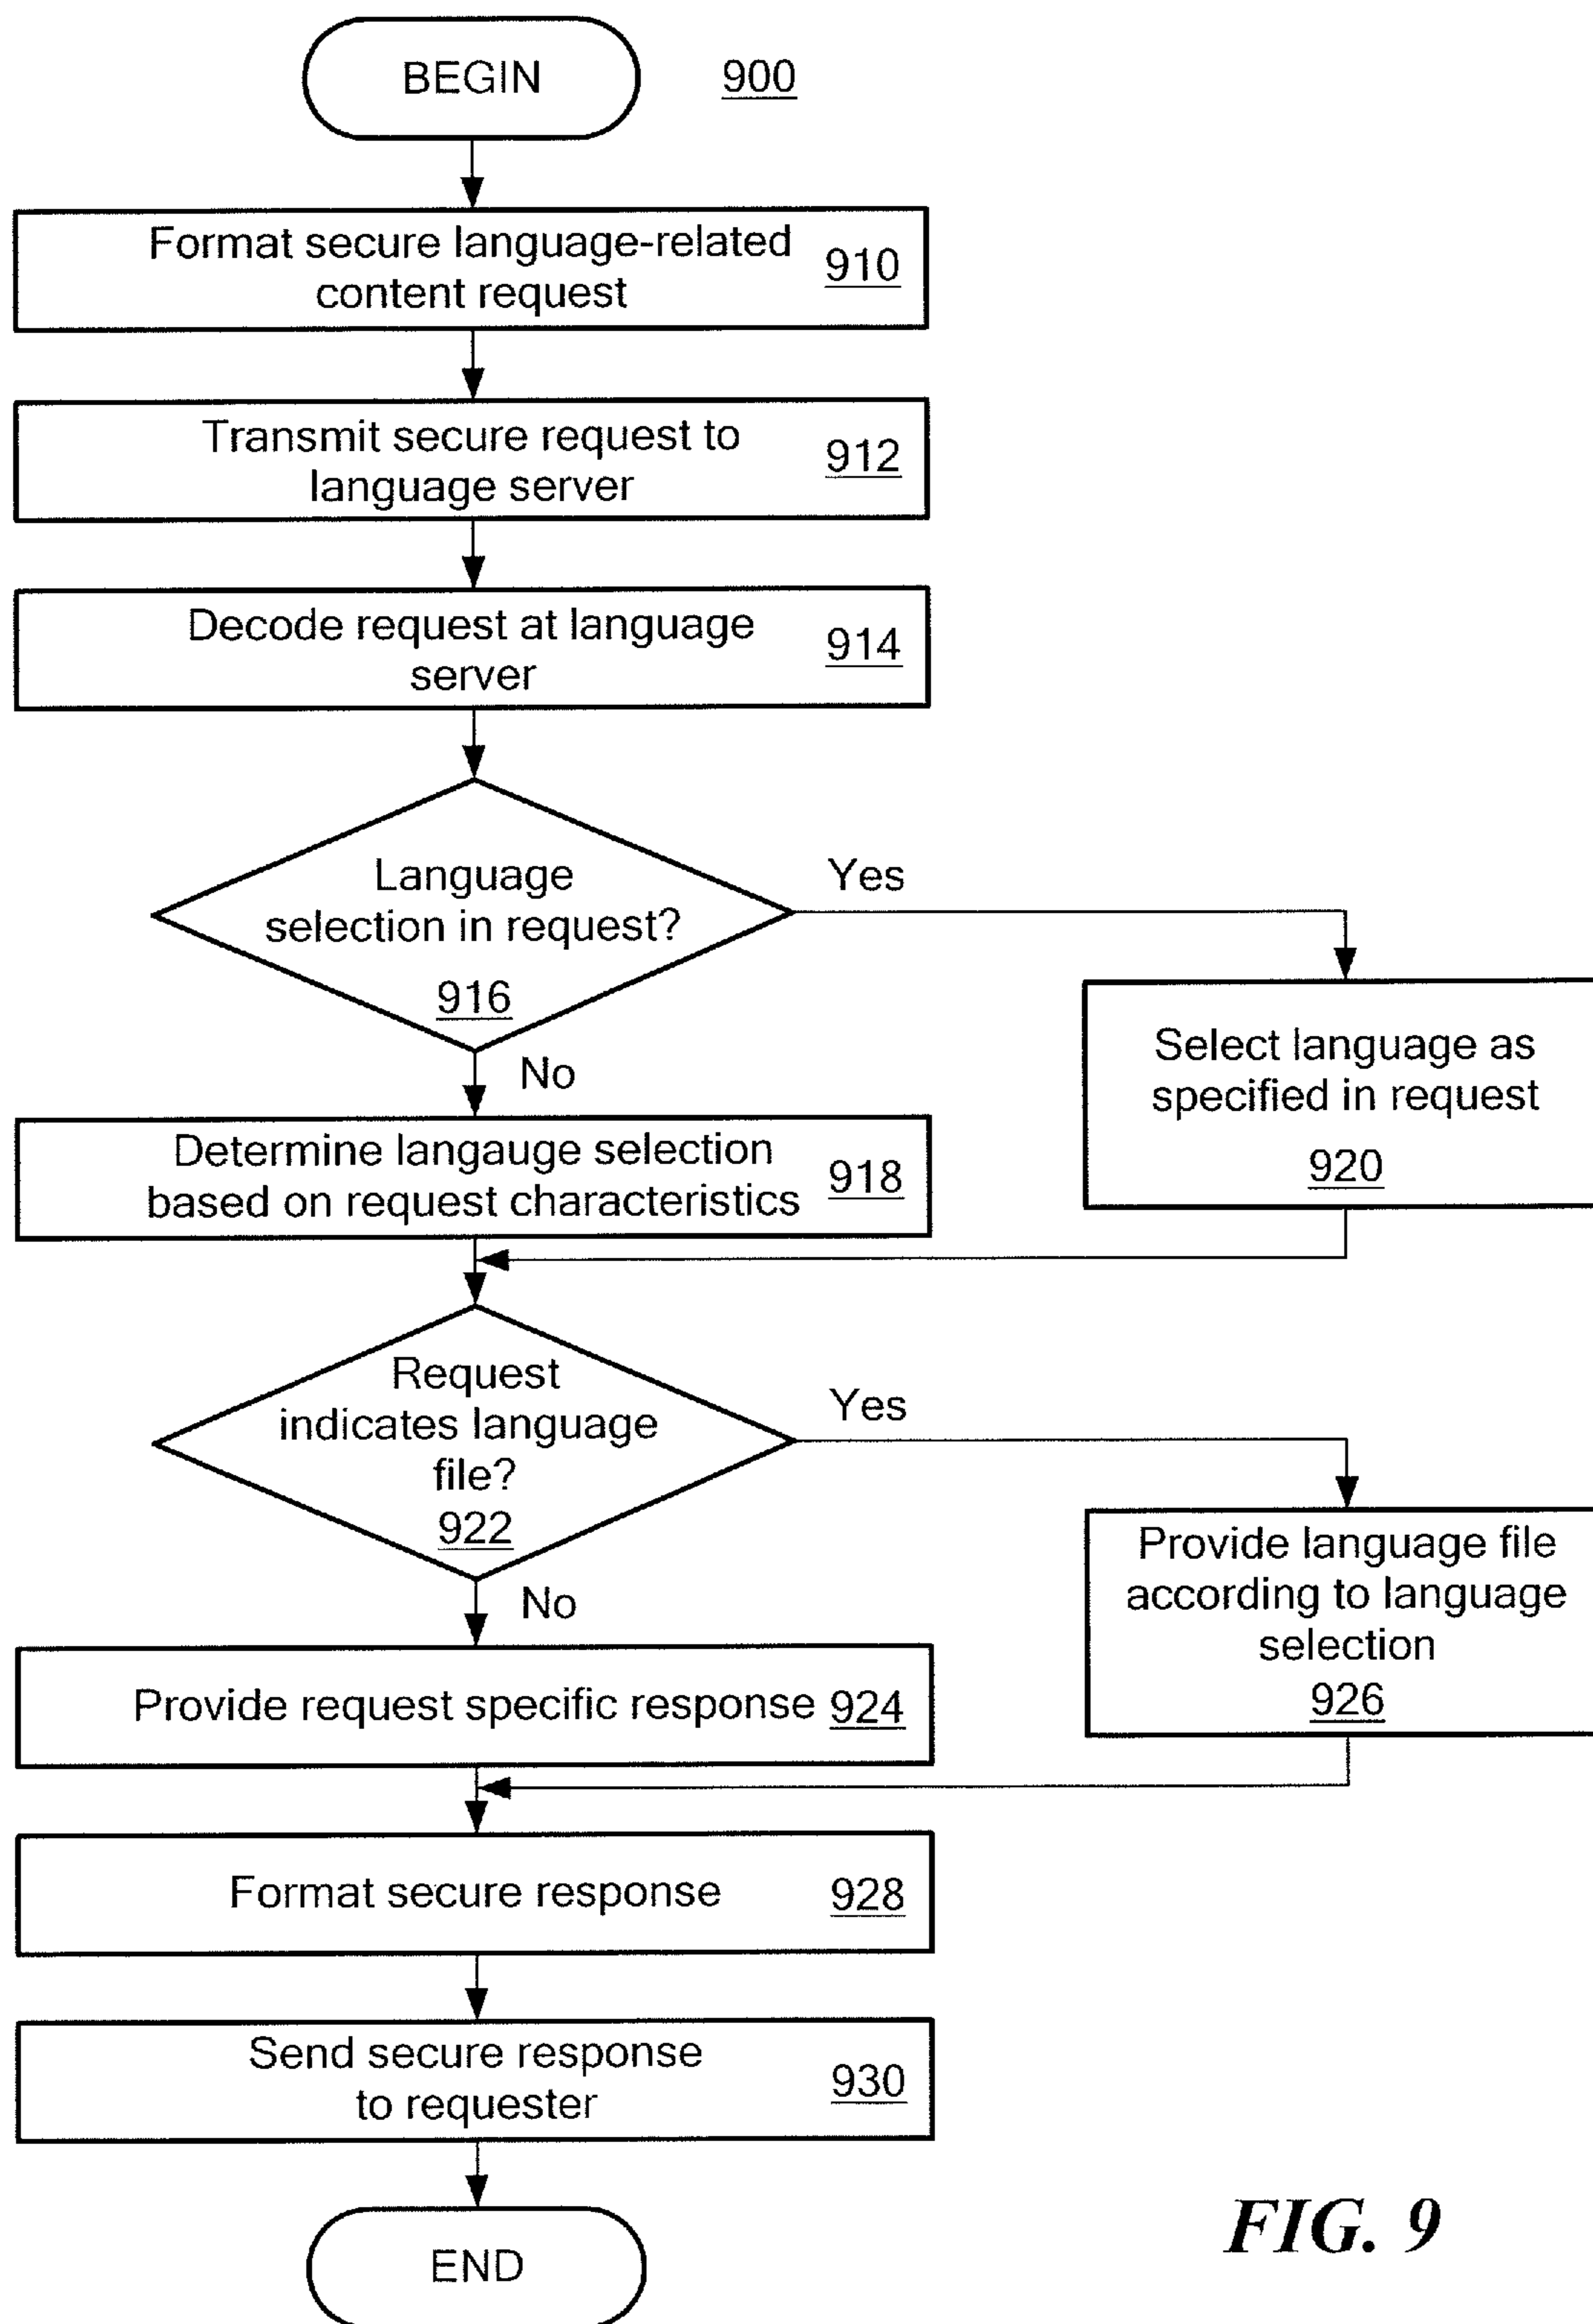 BEGIN
900
Format secure language-related
content request
910
Transmit secure request to
language server
912
Decode request at language
server
914
Language
selection in request?
916
Yes
No
Select language as
specified in request
920
Determine langauge selection
based on request characteristics
918
Request
indicates language
file?
922
Yes
No
Provide language file
according to language
selection
926
Provide request specific response
924
Format secure response
928
Send secure response
to requester
930
END
FIG. 9